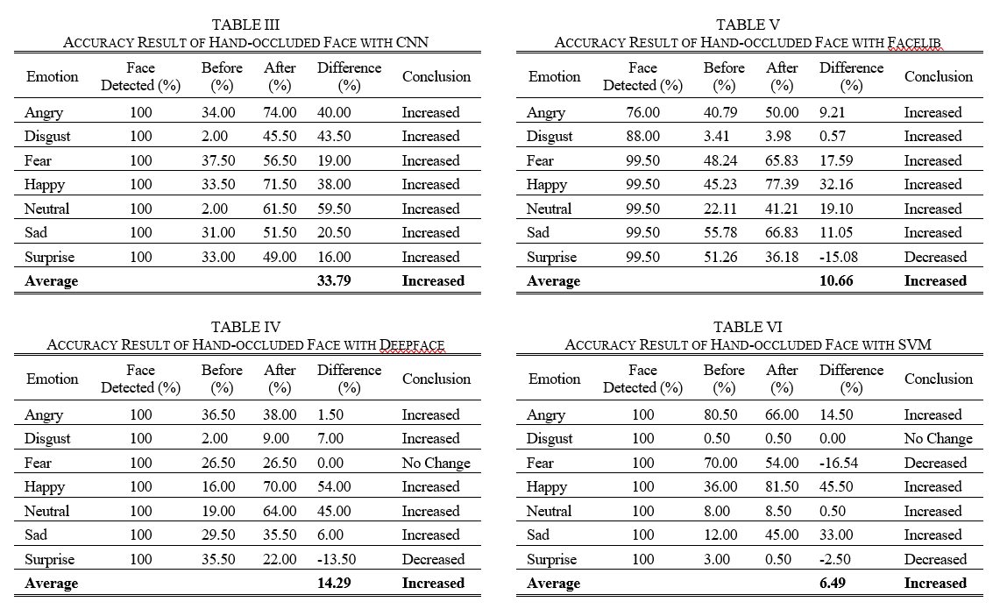 TABLE III
ACCURACY RESULT OF HAND-OCCLUDED FACE WITH CNN
Emotion Face Detected (%) Before (%) After (%) Difference (%) Conclusion
Angry 100 34.00 74.00 40.00 Increased
Disgust 100 2.00 45.50 43.50 Increased
Fear 100 37.50 56.50 19.00 Increased
Happy 100 33.50 71.50 38.00 Increased
Neutral 100 2.00 61.50 59.50 Increased
Sad 100 31.00 51.50 20.50 Increased
Surprise 100 33.00 49.00 16.00 Increased
Average 33.79 Increased
TABLE IV
ACCURACY RESULT OF HAND-OCCLUDED FACE WITH DEEPFACE
Emotion Face Detected (%) Before (%) After (%) Difference (%) Conclusion
Angry 100 36.50 38.00 1.50 Increased
Disgust 100 2.00 9.00 7.00 Increased
Fear 100 26.50 26.50 0.00 No Change
Happy 100 16.00 70.00 54.00 Increased
Neutral 100 19.00 64.00 45.00 Increased
Sad 100 29.50 35.50 6.00 Increased
Surprise 100 35.50 22.00 -13.50 Decreased
Average 14.29 Increased
TABLE V
ACCURACY RESULT OF HAND-OCCLUDED FACE WITH FACELIB
Emotion Face Detected (%) Before (%) After (%) Difference (%) Conclusion
Angry 76.00 40.79 50.00 9.21 Increased
Disgust 88.00 3.41 3.98 0.57 Increased
Fear 99.50 48.24 65.83 17.59 Increased
Happy 99.50 45.23 77.39 32.16 Increased
Neutral 99.50 22.11 41.21 19.10 Increased
Sad 99.50 55.78 66.83 11.05 Increased
Surprise 99.50 51.26 36.18 -15.08 Decreased
Average 10.66 Increased
TABLE VI
ACCURACY RESULT OF HAND-OCCLUDED FACE WITH SVM
Emotion Face Detected (%) Before (%) After (%) Difference (%) Conclusion
Angry 100 80.50 66.00 14.50 Increased
Disgust 100 0.50 0.50 0.00 No Change
Fear 100 70.00 54.00 -16.54 Decreased
Happy 100 36.00 81.50 45.50 Increased
Neutral 100 8.00 8.50 0.50 Increased
Sad 100 12.00 45.00 33.00 Increased
Surprise 100 3.00 0.50 -2.50 Decreased
Average 6.49 Increased